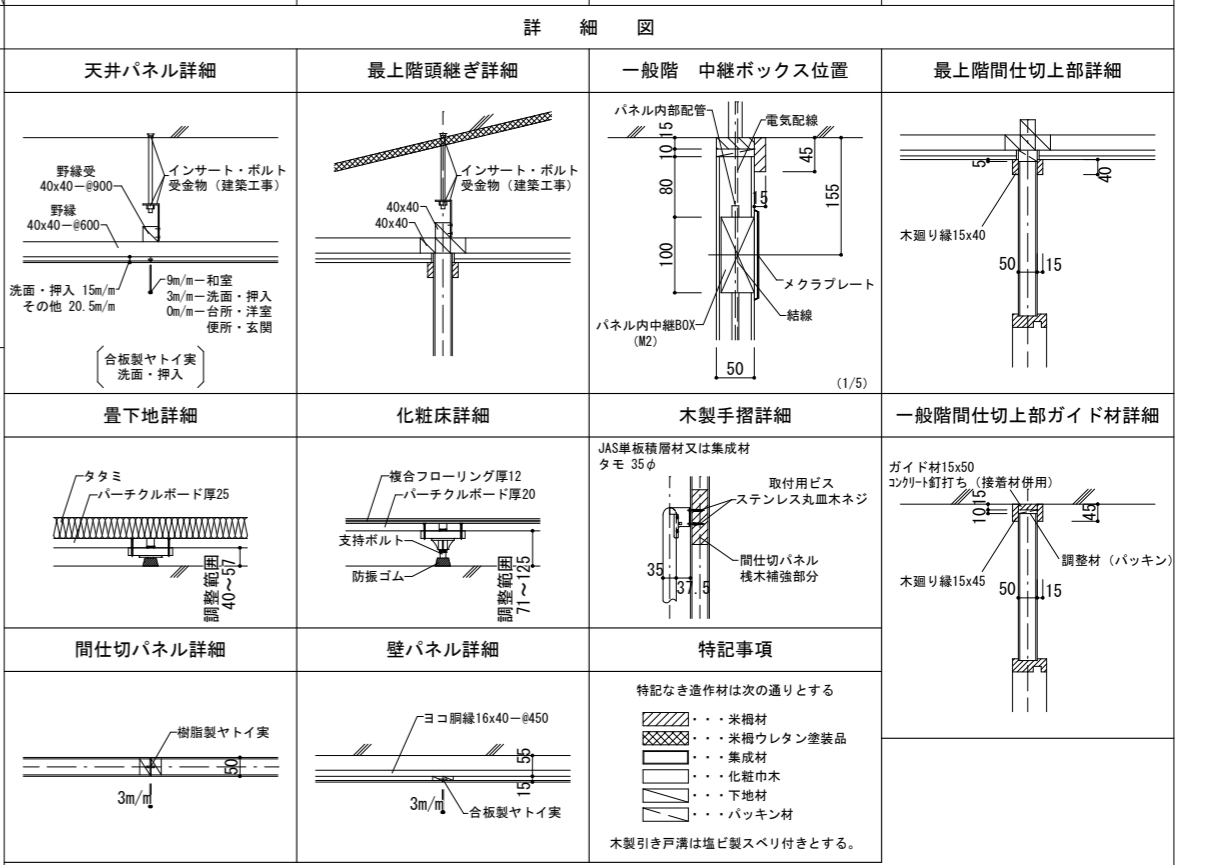 詳 細 図
天井パネル詳細
野縁受
40x40－@900
野縁
40x40－@600
インサート・ボルト
受金物（建築工事）
洗面・押入 15m/m
その他 20.5m/m
9m/m－和室
3m/m－洗面・押入
0m/m－台所・洋室
便所・玄関
合板製ヤトイ実
洗面・押入
最上階頭継ぎ詳細
インサート・ボルト
受金物（建築工事）
40x40
40x40
一般階 中継ボックス位置
パネル内部配管
電気配線
15
10
80
100
45
155
15
メクラプレート
結線
パネル内中継BOX
(M2)
50
(1/5)
最上階間仕切上部詳細
5
40
木廻り縁15x40
50
15
畳下地詳細
タタミ
パーチクルボード厚25
調整範囲
40～57
化粧床詳細
複合フローリング厚12
パーチクルボード厚20
支持ボルト
防振ゴム
調整範囲
71～125
木製手摺詳細
JAS単板積層材又は集成材
タモ 35φ
取付用ビス
ステンレス丸皿木ネジ
間仕切パネル
桟木補強部分
35
37.5
一般階間仕切上部ガイド材詳細
ガイド材15x50
ｺﾝｸﾘｰﾄ釘打ち（接着材併用）
15
10
45
調整材（パッキン）
木廻り縁15x45
50
15
間仕切パネル詳細
樹脂製ヤトイ実
50
3m/m
壁パネル詳細
ヨコ胴縁16x40－@450
55
15
3m/m
合板製ヤトイ実
特記事項
特記なき造作材は次の通りとする
・・・米栂材
・・・米栂ウレタン塗装品
・・・集成材
・・・化粧巾木
・・・下地材
・・・パッキン材
木製引き戸溝は塩ビ製スベリ付きとする。